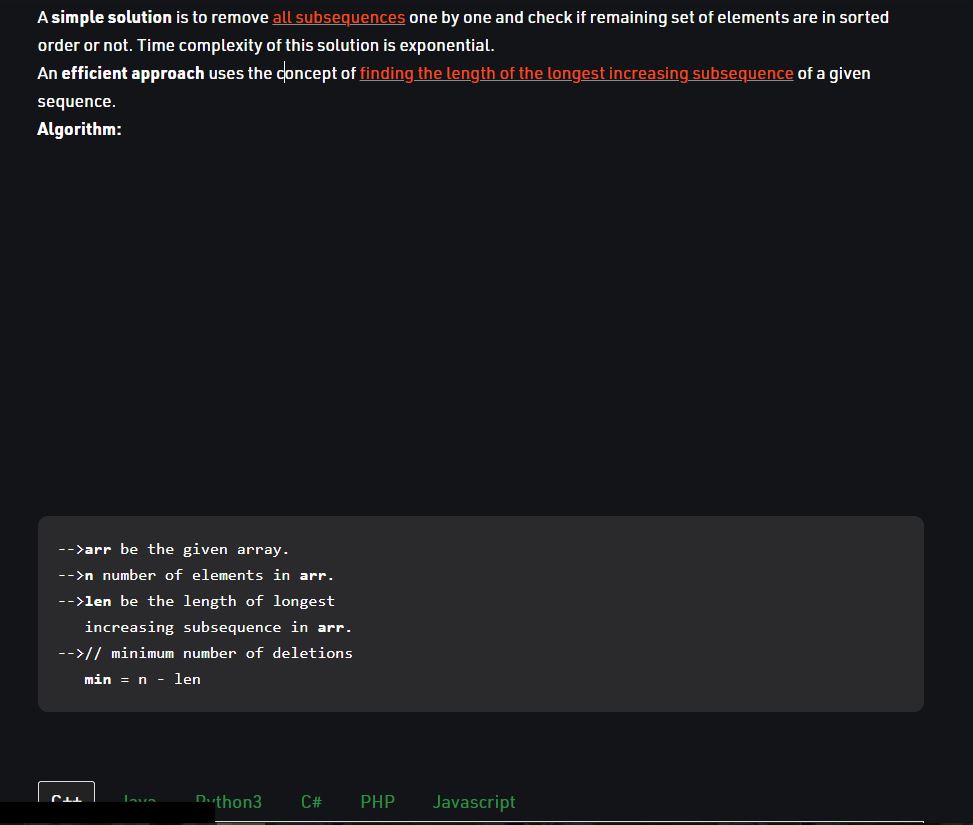 A simple solution is to remove all subsequences one by one and check if remaining set of elements are in sorted
order or not. Time complexity of this solution is exponential.
An efficient approach uses the concept of finding the length of the longest increasing subsequence of a given
sequence.
Algorithm:
-->arr be the given array.
-->n number of elements in arr.
-->len be the length of longest
increasing subsequence in arr.
-->// minimum number of deletions
min = n - len
C++ Java Python3 C# PHP Javascript